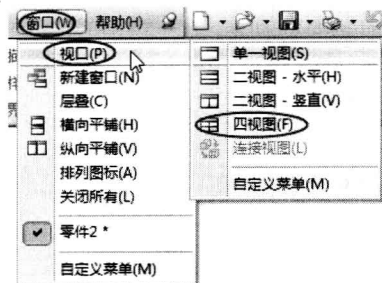 窗口(W) 帮助(H)
视口(P)
新建窗口(N)
层叠(C)
横向平铺(H)
纵向平铺(V)
排列图标(A)
关闭所有(L)
零件2 *
自定义菜单(M)
单一视图(S)
二视图 - 水平(H)
二视图 - 竖直(V)
四视图(F)
连接视图(L)
自定义菜单(M)